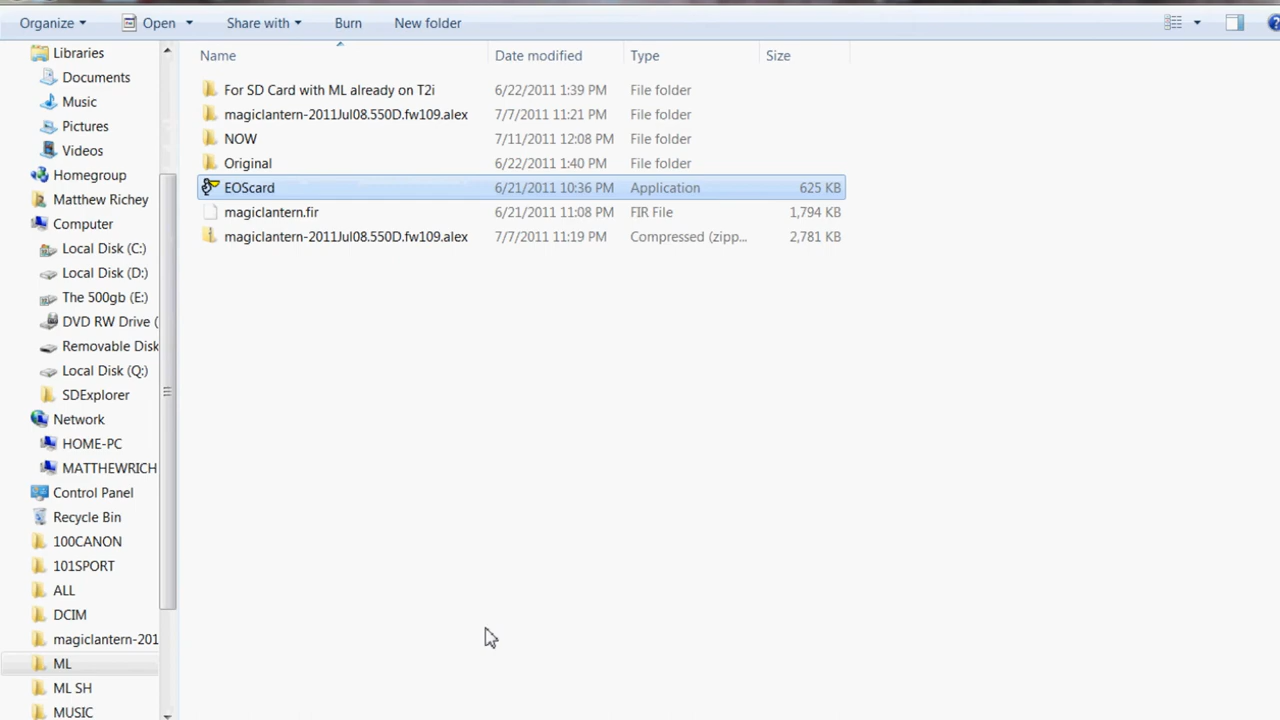 Organize Open Share with Burn New folder
Name Date modified Type Size
For SD Card with ML already on T2i 6/22/2011 1:39 PM File folder
magiclantern-2011Jul08.550D.fw109.alex 7/7/2011 11:21 PM File folder
NOW 7/11/2011 12:08 PM File folder
Original 6/22/2011 1:40 PM File folder
EOScard 6/21/2011 10:36 PM Application 625 KB
magiclantern.fir 6/21/2011 11:08 PM FIR File 1,794 KB
magiclantern-2011Jul08.550D.fw109.alex 7/7/2011 11:19 PM Compressed (zipp... 2,781 KB
Libraries
Documents
Music
Pictures
Videos
Homegroup
Matthew Richey
Computer
Local Disk (C:)
Local Disk (D:)
The 500gb (E:)
DVD RW Drive (
Removable Disk
Local Disk (Q:)
SDExplorer
Network
HOME-PC
MATTHEWRICH
Control Panel
Recycle Bin
100CANON
101SPORT
ALL
DCIM
magiclantern-201
ML
ML SH
MUSIC